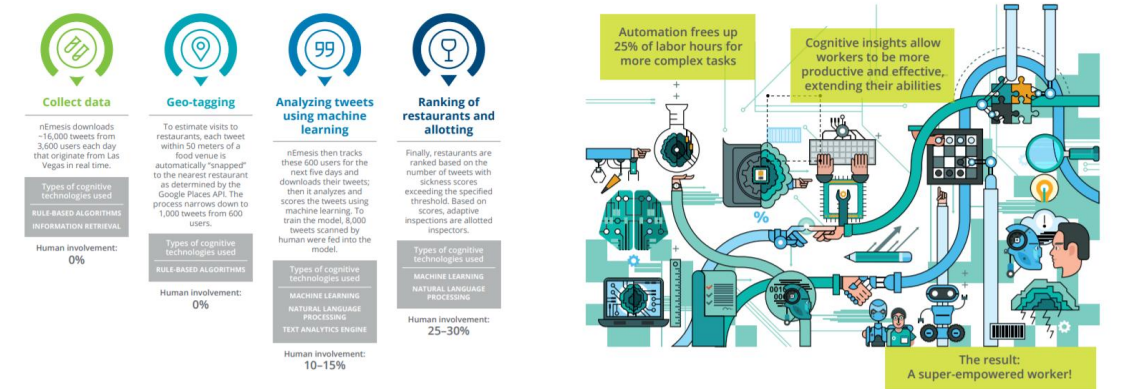 Collect data
nEmesis downloads
~16,000 tweets from
3,600 users each day
that originate from Las
Vegas in real time.
Types of cognitive
technologies used
RULE-BASED ALGORITHMS
INFORMATION RETRIEVAL
Human involvement:
0%
Geo-tagging
To estimate visits to
restaurants, each tweet
within 50 meters of a
food venue is
automatically “snapped”
to the nearest restaurant
as determined by the
Google Places API. The
process narrows down to
1,000 tweets from 600
users.
Types of cognitive
technologies used
RULE-BASED ALGORITHMS
Human involvement:
0%
Analyzing tweets
using machine
learning
nEmesis then tracks
these 600 users for the
next five days and
downloads their tweets;
then it analyzes and
scores the tweets using
machine learning. To
train the model, 8,000
tweets scanned by
human were fed into the
model.
Types of cognitive
technologies used
MACHINE LEARNING
NATURAL LANGUAGE
PROCESSING
TEXT ANALYTICS ENGINE
Human involvement:
10–15%
Ranking of
restaurants and
allotting
Finally, restaurants are
ranked based on the
number of tweets with
sickness scores
exceeding the specified
threshold. Based on
scores, adaptive
inspections are allotted
inspectors.
Types of cognitive
technologies used
MACHINE LEARNING
NATURAL LANGUAGE
PROCESSING
Human involvement:
25–30%
Automation frees up
25% of labor hours for
more complex tasks
Cognitive insights allow
workers to be more
productive and effective,
extending their abilities
%
The result:
A super-empowered worker!